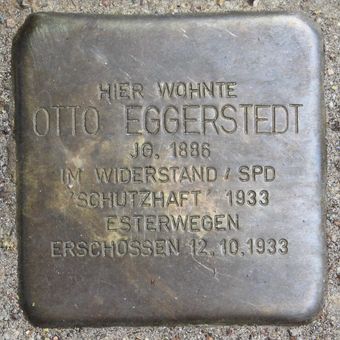 HIER WOHNTE
OTTO EGGERSTEDT
JG. 1886
IM WIDERSTAND / SPD
'SCHUTZHAFT' 1933
ESTERWEGEN
ERSCHOSSEN 12.10.1933